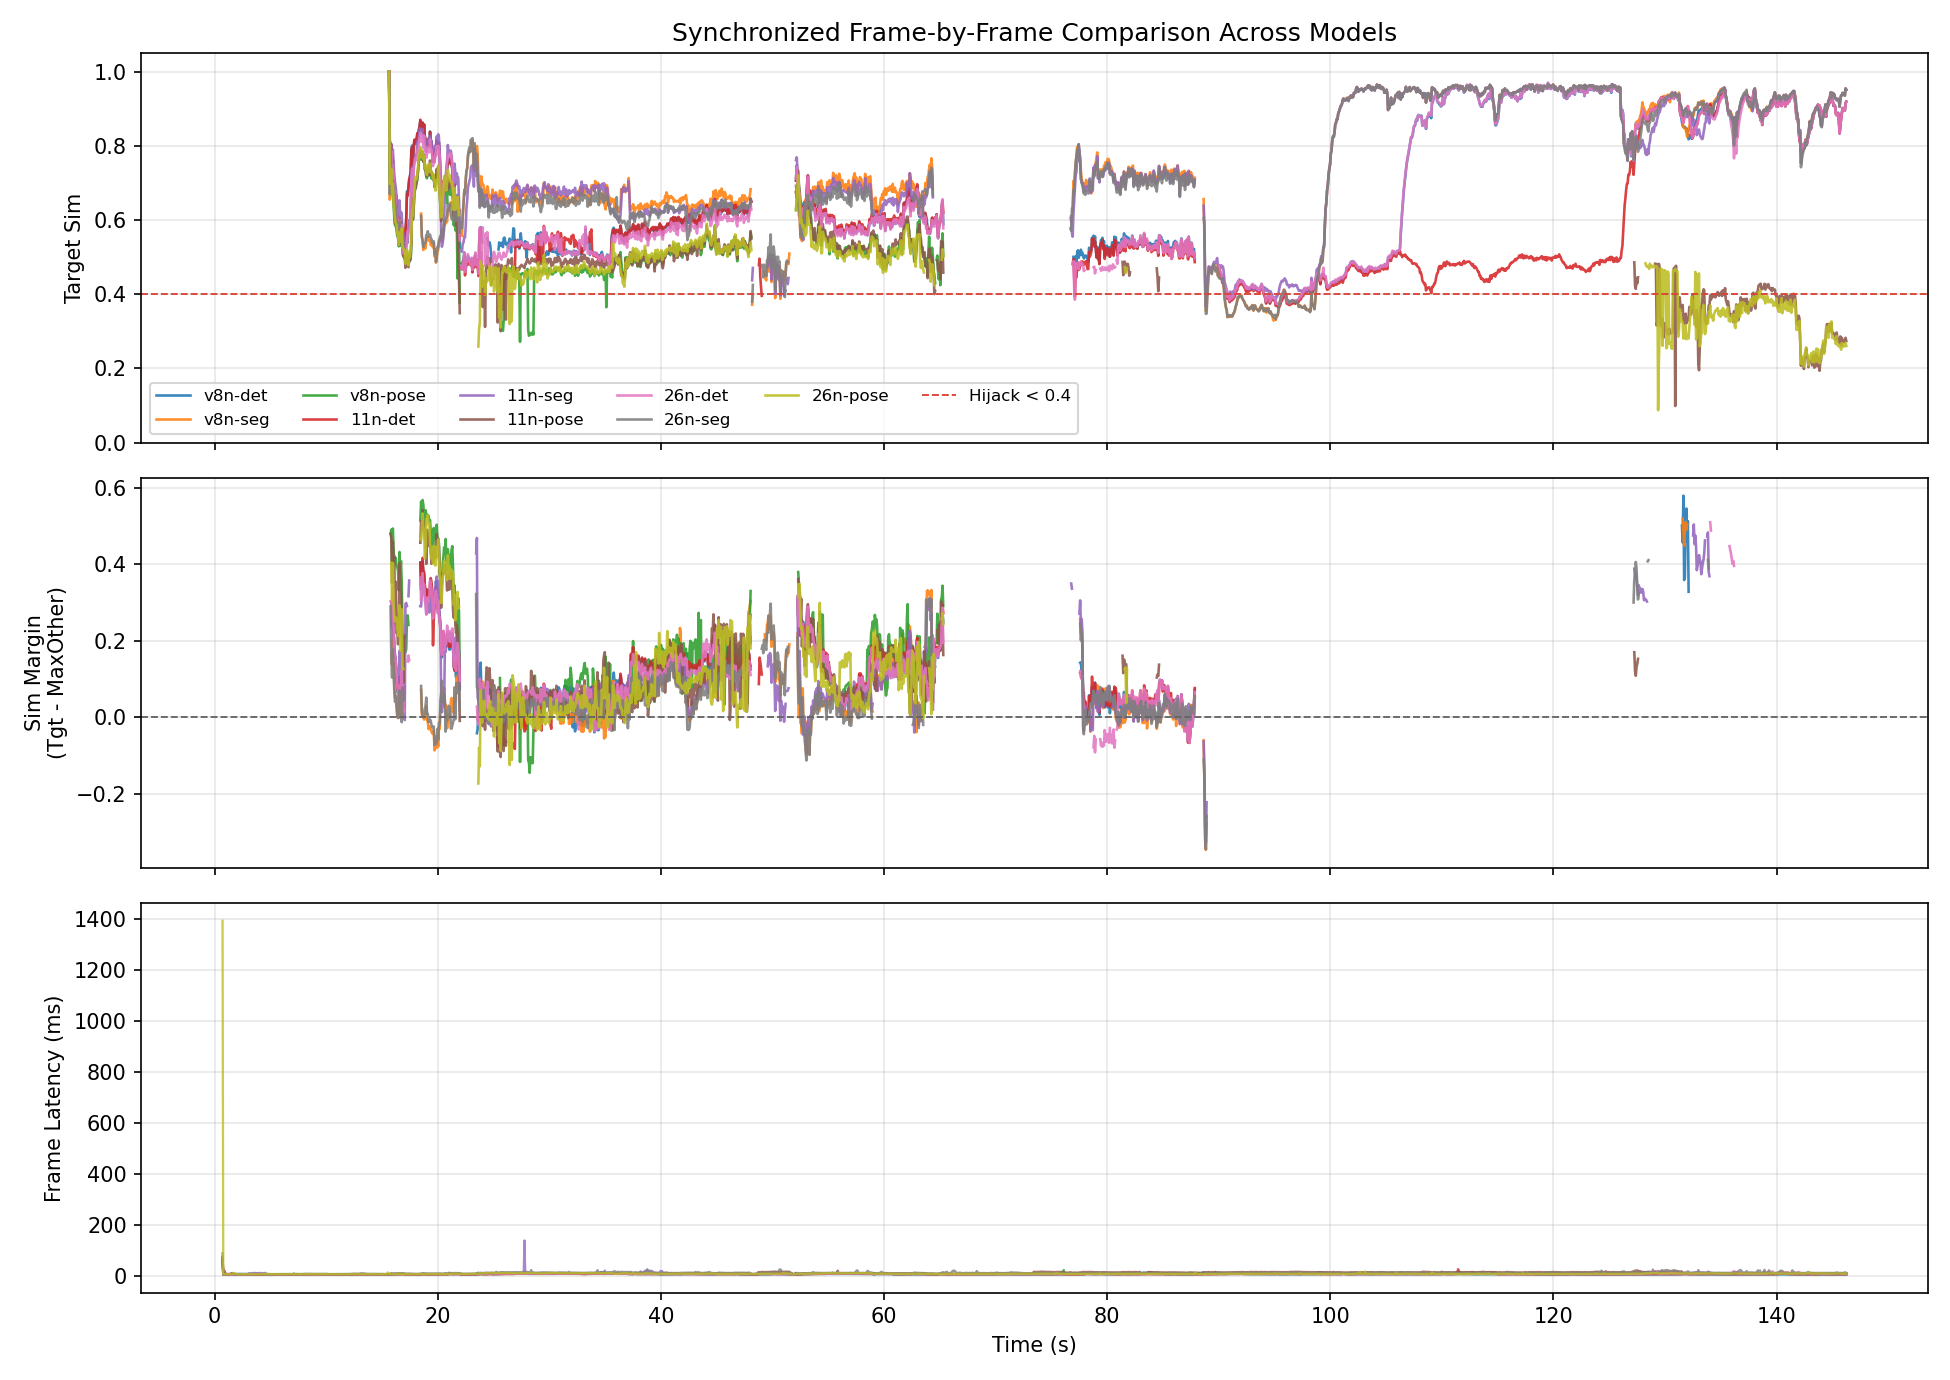 Synchronized Frame-by-Frame Comparison Across Models
Target Sim
1.0
0.8
0.6
0.4
0.2
0.0
v8n-det
v8n-pose
11n-seg
26n-det
26n-pose
Hijack < 0.4
v8n-seg
11n-det
11n-pose
26n-seg
Sim Margin
(Tgt - MaxOther)
0.6
0.4
0.2
0.0
−0.2
Frame Latency (ms)
1400
1200
1000
800
600
400
200
0
0 20 40 60 80 100 120 140
Time (s)